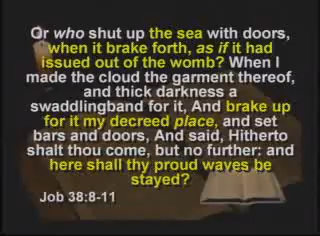 Or who shut up the sea with doors,
when it brake forth, as if it had
issued out of the womb? When I
made the cloud the garment thereof,
and thick darkness a
swaddlingband for it, And brake up
for it my decreed place, and set
bars and doors, And said, Hitherto
shalt thou come, but no further: and
here shall thy proud waves be
stayed?
Job 38:8-11